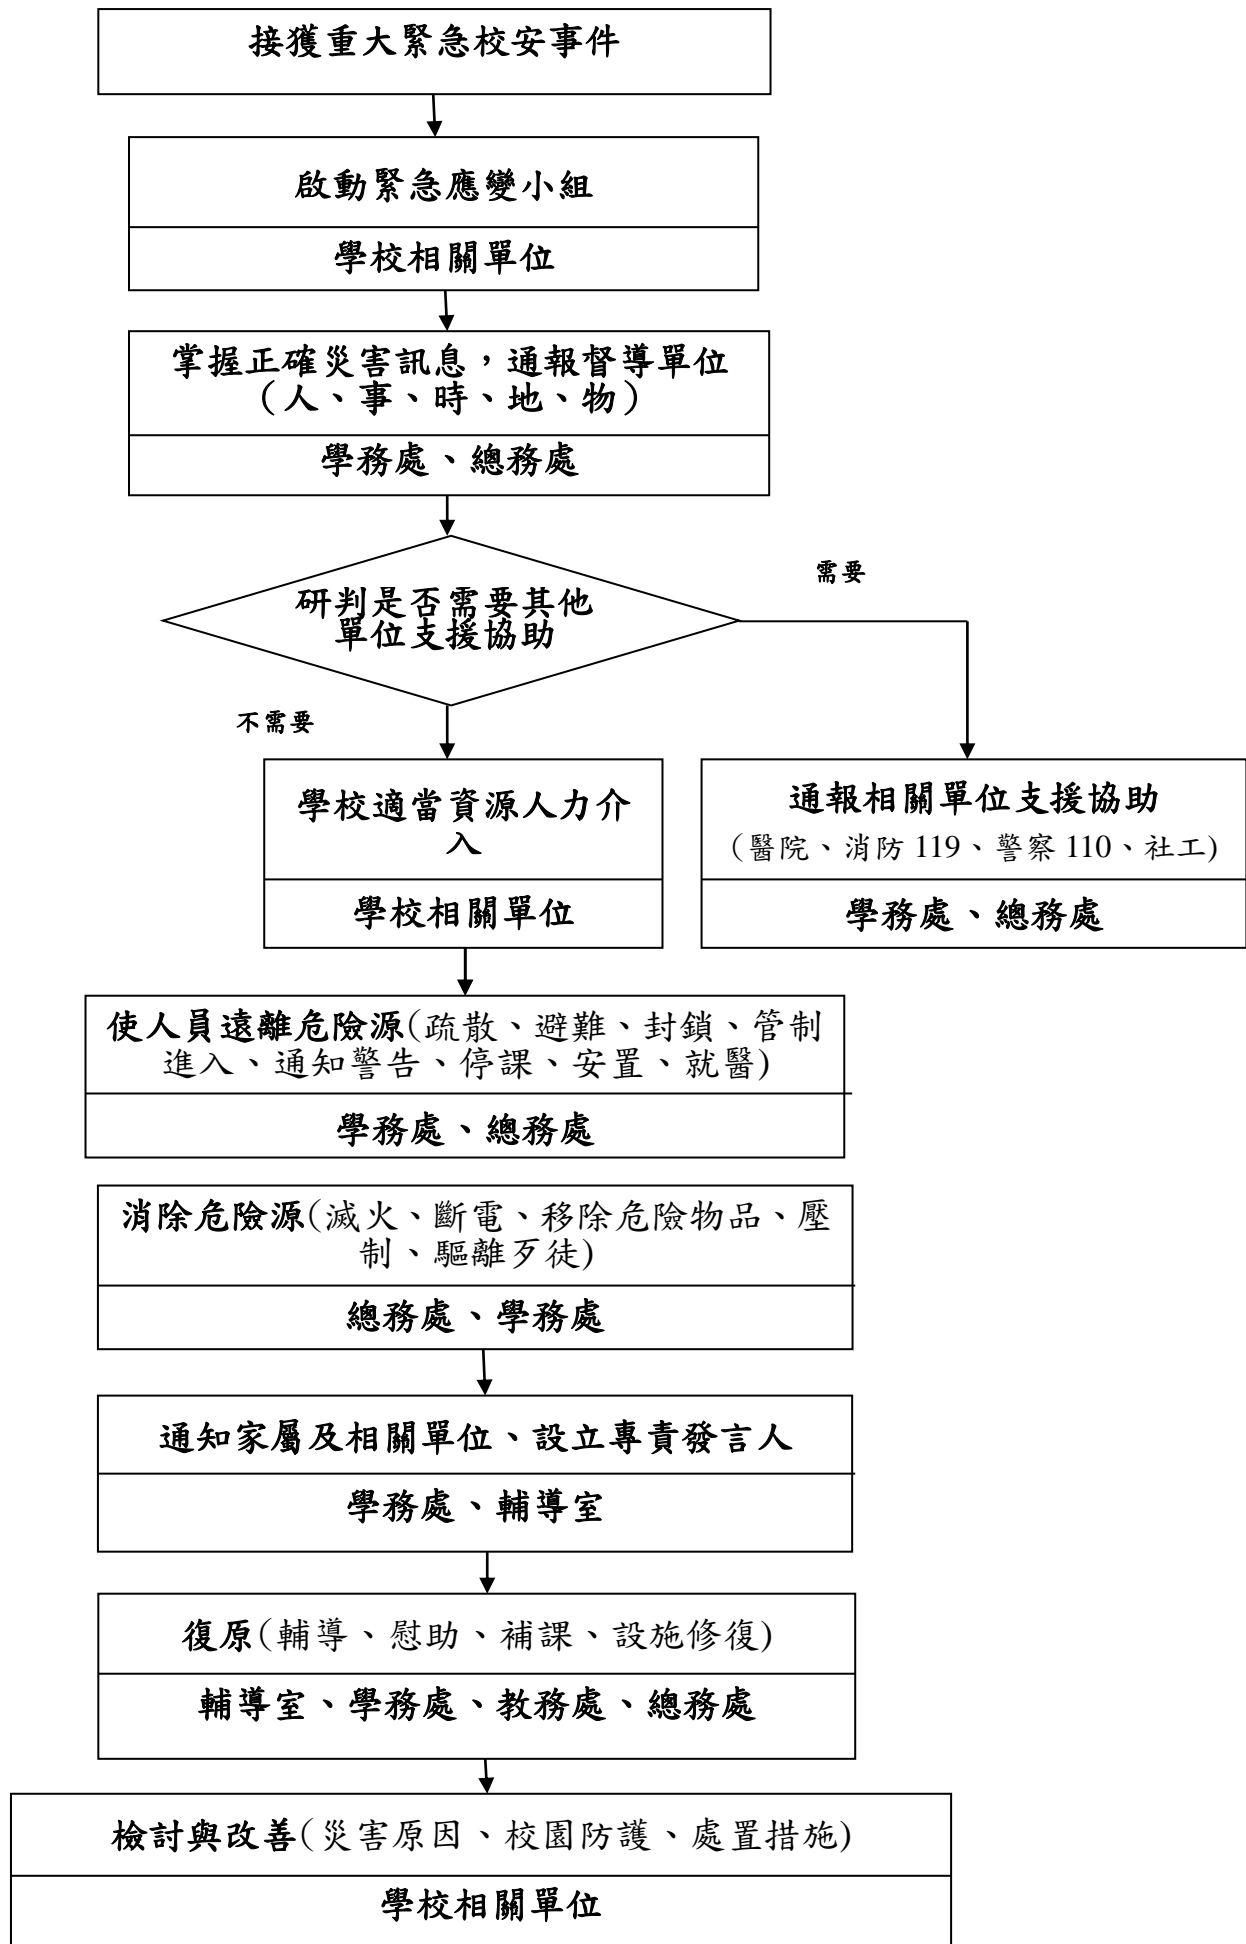 接獲重大緊急校安事件
啟動緊急應變小組
學校相關單位
掌握正確災害訊息，通報督導單位
（人、事、時、地、物）
學務處、總務處
需要
研判是否需要其他
單位支援協助
不需要
學校適當資源人力介
入
學校相關單位
通報相關單位支援協助
（醫院、消防 119、警察 110、社工)
學務處、總務處
使人員遠離危險源(疏散、避難、封鎖、管制
進入、通知警告、停課、安置、就醫)
學務處、總務處
消除危險源(滅火、斷電、移除危險物品、壓
制、驅離歹徒)
總務處、學務處
通知家屬及相關單位、設立專責發言人
學務處、輔導室
復原(輔導、慰助、補課、設施修復)
輔導室、學務處、教務處、總務處
檢討與改善(災害原因、校園防護、處置措施)
學校相關單位